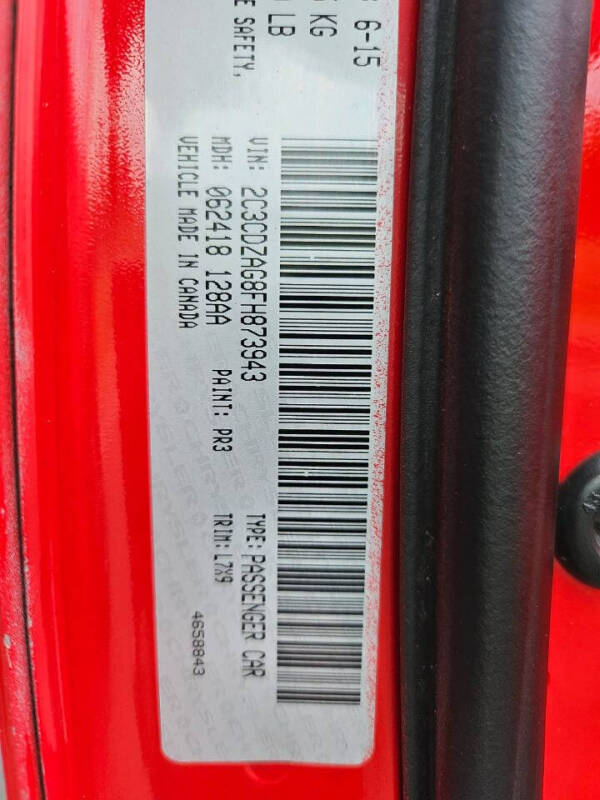 6-15
KG
LB
E SAFETY,
VIN: 2C3CDZAG8FH873943 TYPE: PASSENGER CAR
MDH: 062418 128AA PAINT: PR3 TRIM: L7X9
VEHICLE MADE IN CANADA 4658843